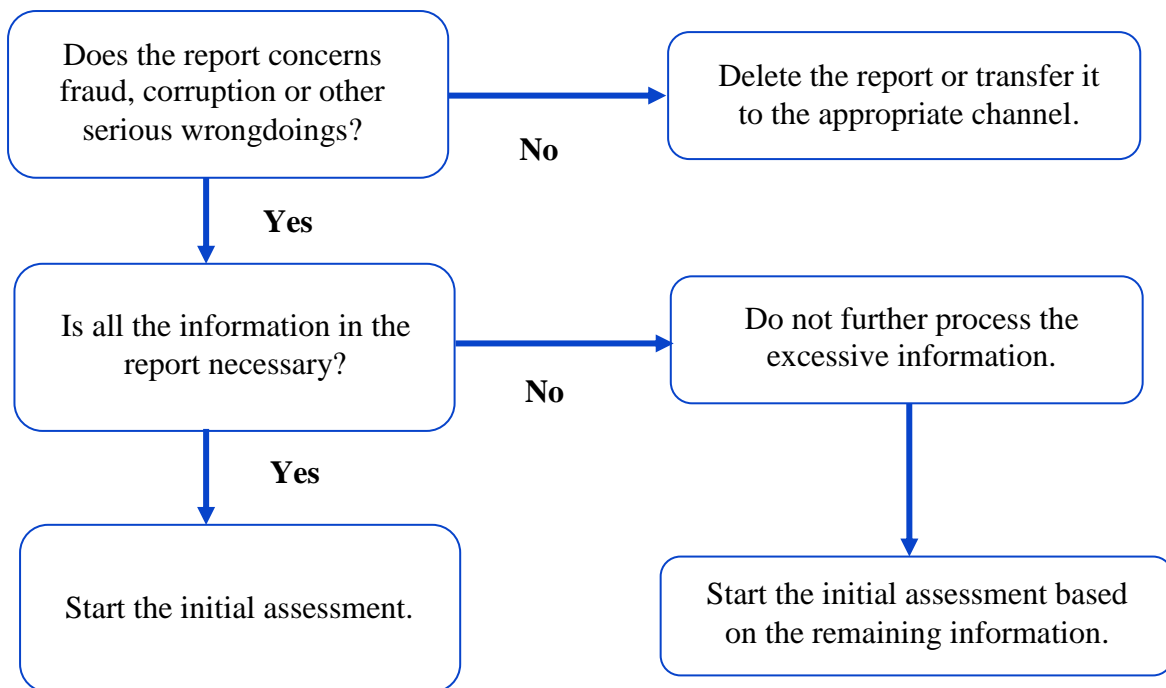 Does the report concerns
fraud, corruption or other
serious wrongdoings?
Delete the report or transfer it
to the appropriate channel.
No
Yes
Is all the information in the
report necessary?
Do not further process the
excessive information.
No
Yes
Start the initial assessment.
Start the initial assessment based
on the remaining information.